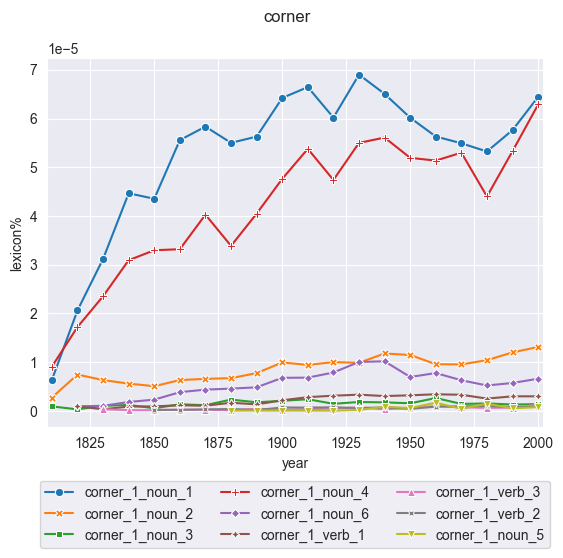 corner
1e−5
7
6
5
4
3
2
1
0
lexicon%
1825 1850 1875 1900 1925 1950 1975 2000
year
corner_1_noun_1 corner_1_noun_4 corner_1_verb_3
corner_1_noun_2 corner_1_noun_6 corner_1_verb_2
corner_1_noun_3 corner_1_verb_1 corner_1_noun_5